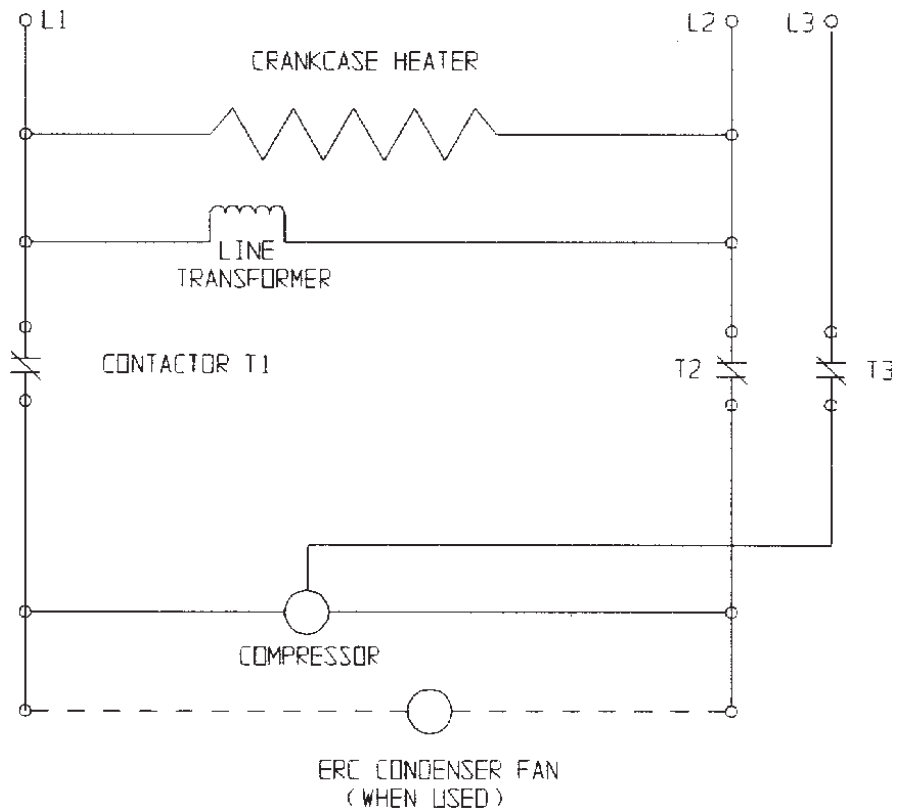 L1
L2
L3
CRANKCASE HEATER
LINE
TRANSFORMER
CONTACTOR T1
T2
T3
COMPRESSOR
ERC CONDENSER FAN
(WHEN USED)